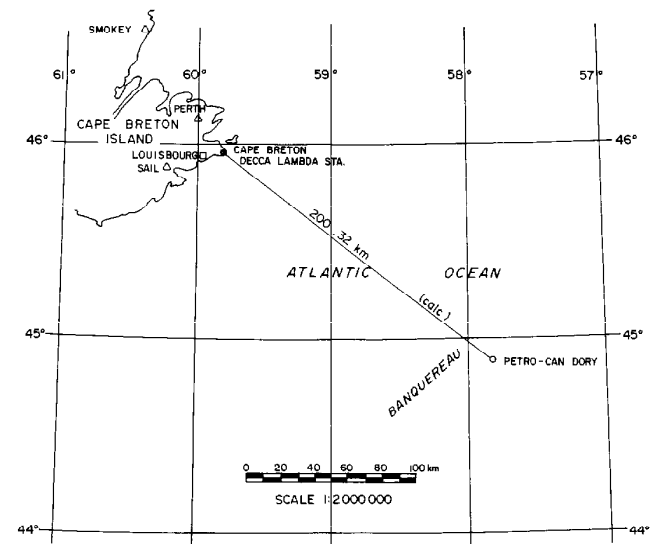 SMOKEY
61°
60°
59°
58°
57°
PERTH
CAPE BRETON
ISLAND
46°
46°
LOUISBOURG
CAPE BRETON
DECCA LAMBDA STA.
SAIL
200.32 km
ATLANTIC OCEAN
(calc)
45°
45°
PETRO-CAN DORY
BANQUEREAU
0 20 40 60 80 100 km
SCALE 1:2000000
44°
44°